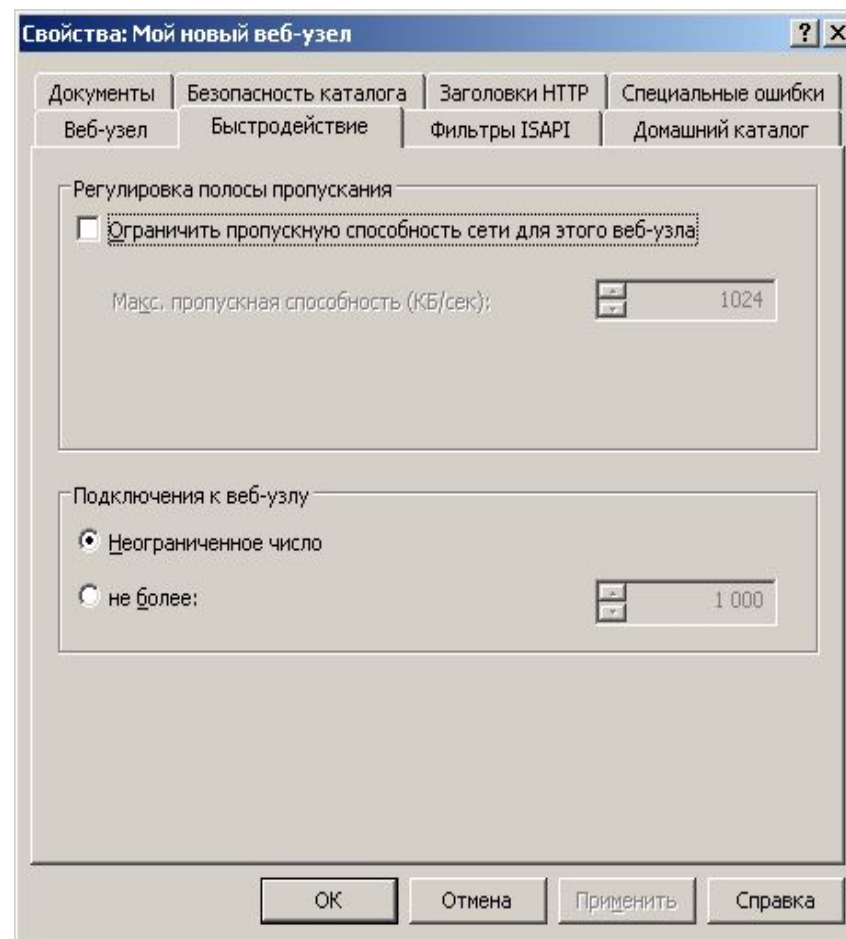 Свойства: Мой новый веб-узел
Документы Безопасность каталога Заголовки HTTP Специальные ошибки
Веб-узел Быстродействие Фильтры ISAPI Домашний каталог
Регулировка полосы пропускания
Ограничить пропускную способность сети для этого веб-узла
Макс. пропускная способность (КБ/сек): 1024
Подключения к веб-узлу
Неограниченное число
не более: 1 000
ОК Отмена Применить Справка